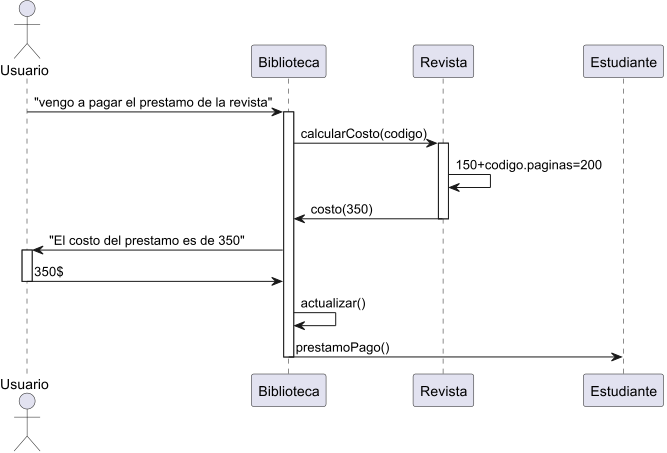 Usuario
Biblioteca
Revista
Estudiante
"vengo a pagar el prestamo de la revista"
calcularCosto(codigo)
150+codigo.paginas=200
costo(350)
"El costo del prestamo es de 350"
350$
actualizar()
prestamoPago()
Usuario
Biblioteca
Revista
Estudiante